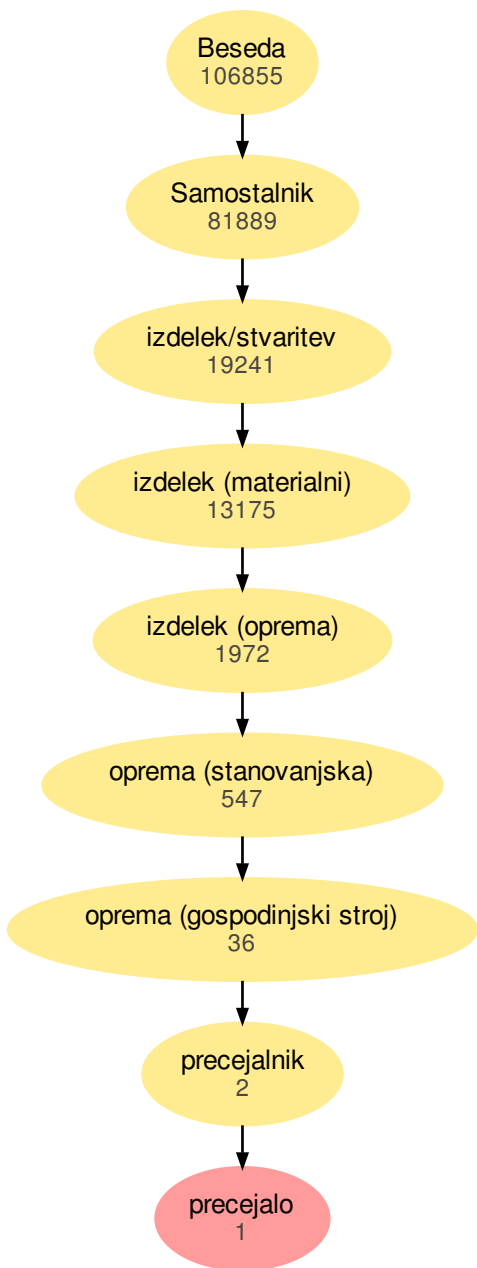 Beseda
106855
Samostalnik
81889
izdelek/stvaritev
19241
izdelek (materialni)
13175
izdelek (oprema)
1972
oprema (stanovanjska)
547
oprema (gospodinjski stroj)
36
precejalnik
2
precejalo
1